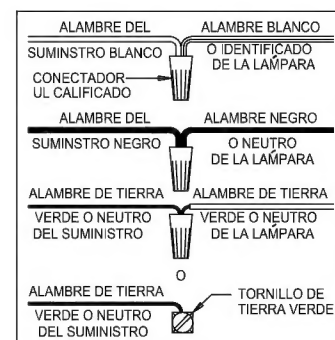 ALAMBRE DEL ALAMBRE BLANCO
SUMINSTRO BLANCO O IDENTIFICADO
DE LA LAMPARA
CONECTADOR
UL CALIFICADO
ALAMBRE DEL ALAMBRE NEGRO
SUMINSTRO NEGRO O NEUTRO
DE LA LÁMPARA
ALAMBRE DE TIERRA ALAMBRE DE TIERRA
VERDE O NEUTRO VERDE O NEUTRO
DEL SUMINISTRO DE LA LÁMPARA
O
ALAMBRE DE TIERRA TORNILLO DE
TIERRA VERDE
VERDE O NEUTRO
DEL SUMINISTRO